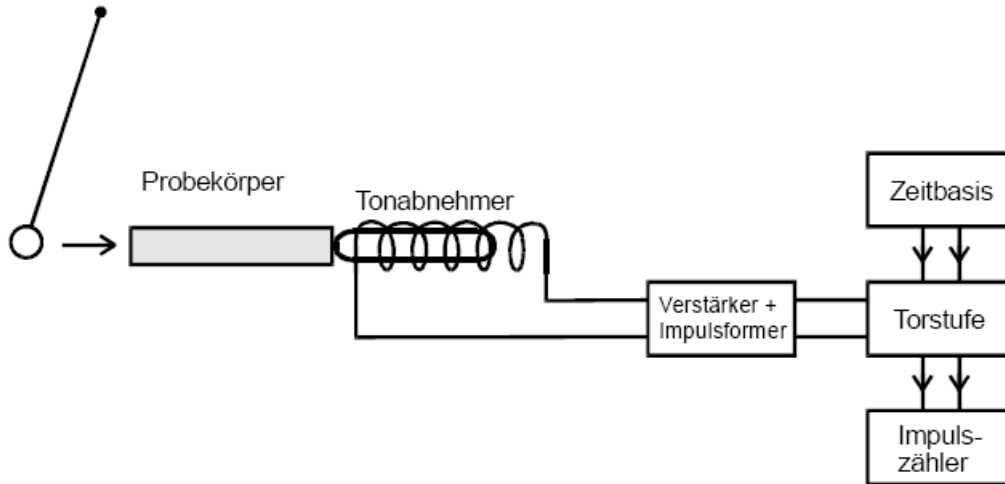 Probekörper
Tonabnehmer
Zeitbasis
Verstärker +
Impulsformer
Torstufe
Impuls-
zähler